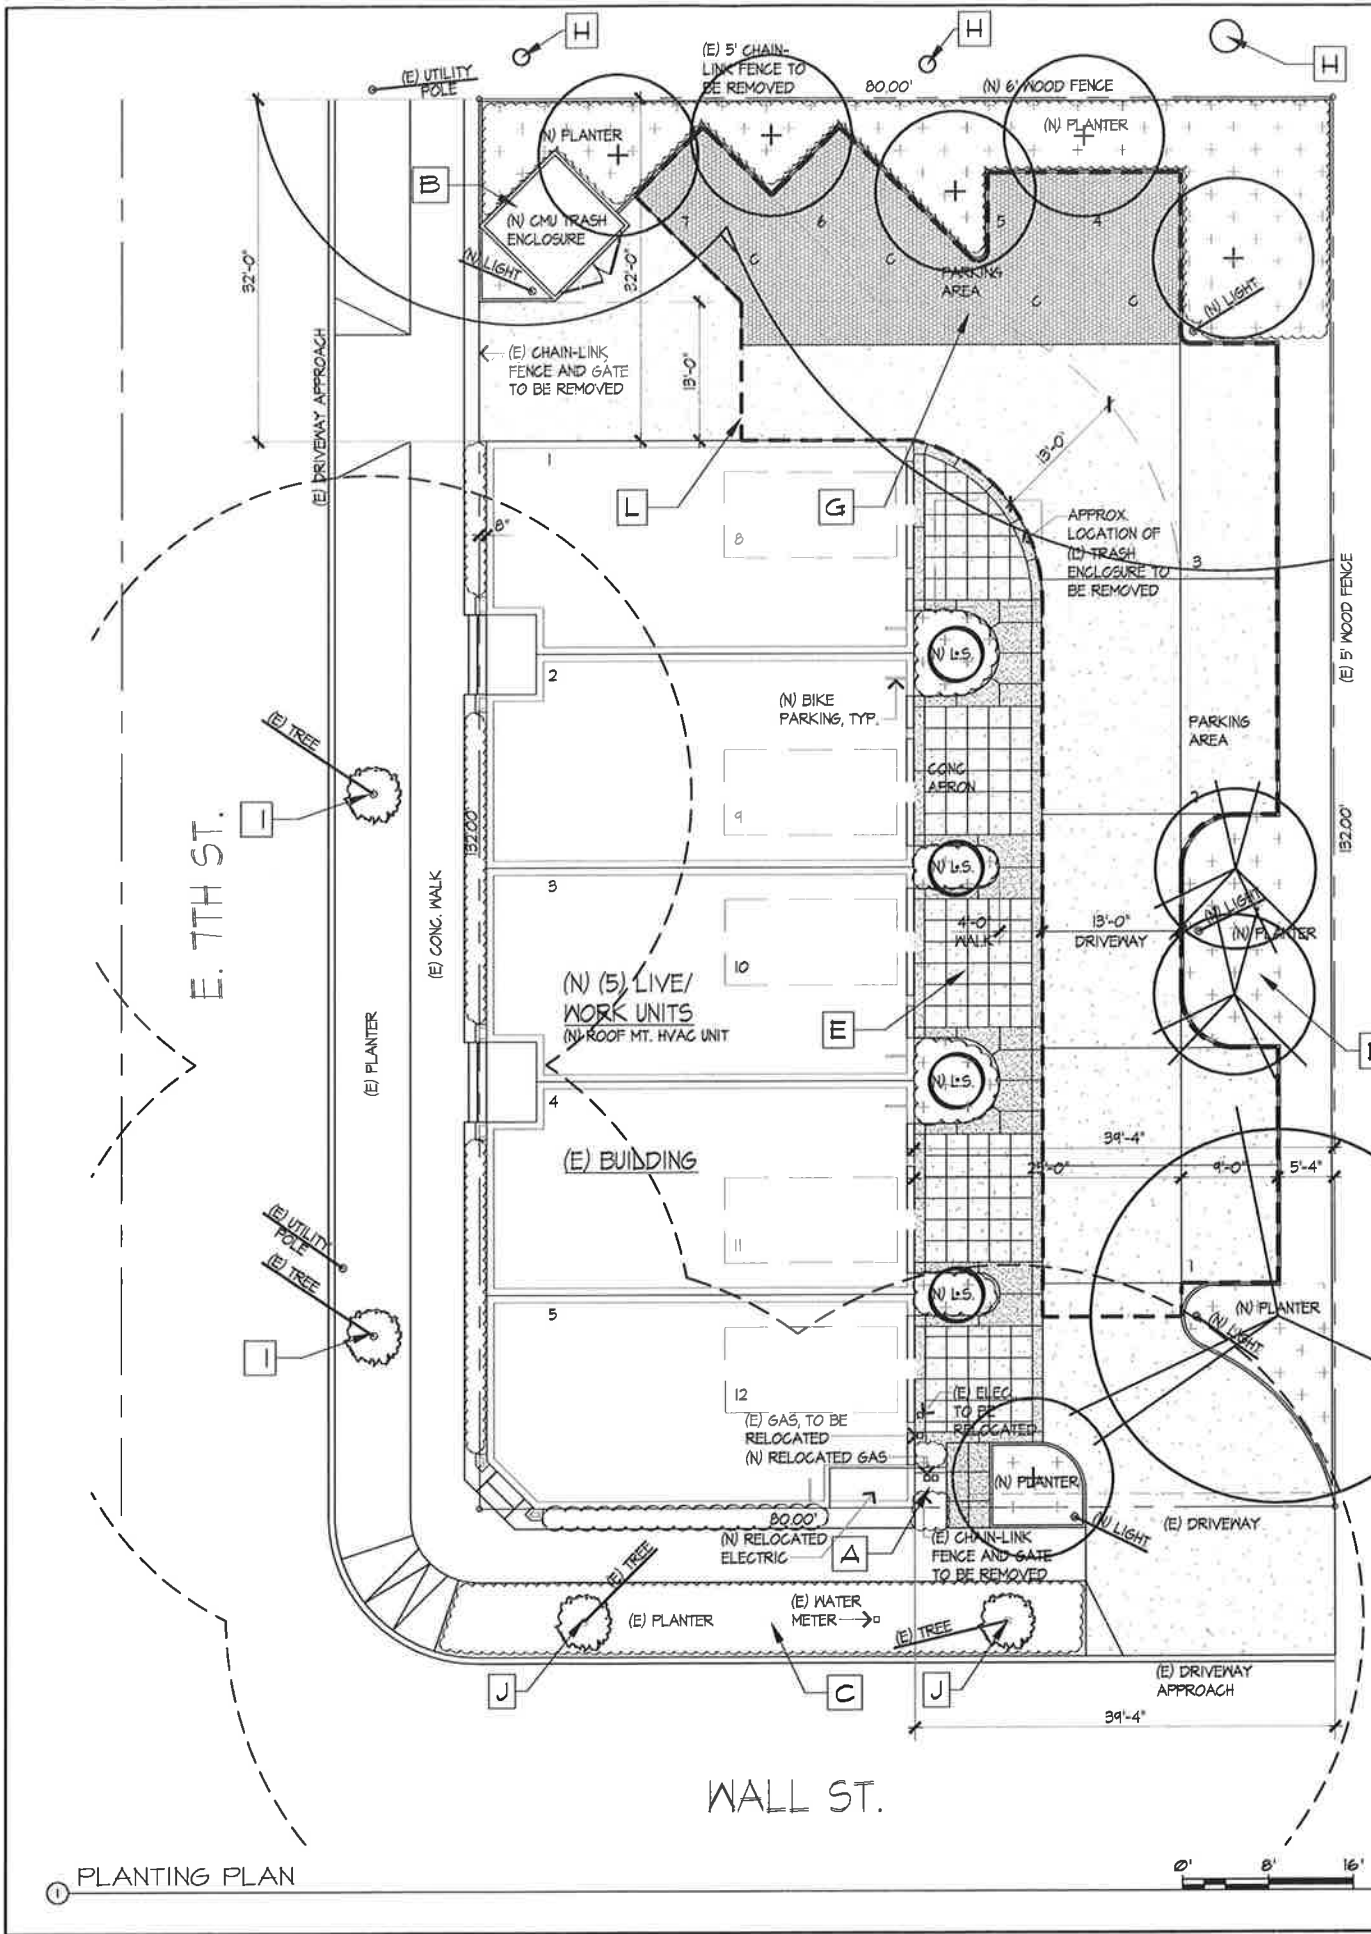 H
H
H
(E) UTILITY
POLE
(E) 5' CHAIN-
LINK FENCE TO
BE REMOVED
80.00'
(N) 6' WOOD FENCE
(N) PLANTER
(N) PLANTER
B
(N) CMU TRASH
ENCLOSURE
(N) LIGHT
7
6
5
4
C
C
C
C
PARKING
AREA
(N) LIGHT
32'-0"
32'-0"
13'-0"
(E) CHAIN-LINK
FENCE AND GATE
TO BE REMOVED
(E) DRIVEWAY APPROACH
L
G
13'-0"
APPROX.
LOCATION OF
(E) TRASH
ENCLOSURE TO
BE REMOVED
3
(E) 5' WOOD FENCE
1
8"
8
(N) L.S.
2
(N) BIKE
PARKING, TYP.
(E) TREE
I
PARKING
AREA
CONC.
APRON
9
2
132.00'
132.00'
E. 7TH ST.
(E) CONC. WALK
3
(N) L.S.
10
4'-0"
WALK
13'-0"
DRIVEWAY
(N) LIGHT
(N) PLANTER
(N) (5) LIVE/
WORK UNITS
(N) ROOF MT. HVAC UNIT
E
(E) PLANTER
4
(N) L.S.
(E) BUILDING
39'-4"
25'-0"
9'-0"
5'-4"
11
(E) UTILITY
POLE
(E) TREE
I
1
5
(N) L.S.
(N) PLANTER
(N) LIGHT
12
(E) ELEC.
TO BE
RELOCATED
(E) GAS, TO BE
RELOCATED
(N) RELOCATED GAS
(N) PLANTER
80.00'
(N) RELOCATED
ELECTRIC
A
(E) CHAIN-LINK
FENCE AND GATE
TO BE REMOVED
(N) LIGHT
(E) DRIVEWAY
(E) TREE
(E) PLANTER
(E) WATER
METER
(E) TREE
J
C
J
(E) DRIVEWAY
APPROACH
39'-4"
WALL ST.
1
PLANTING PLAN
0'
8'
16'